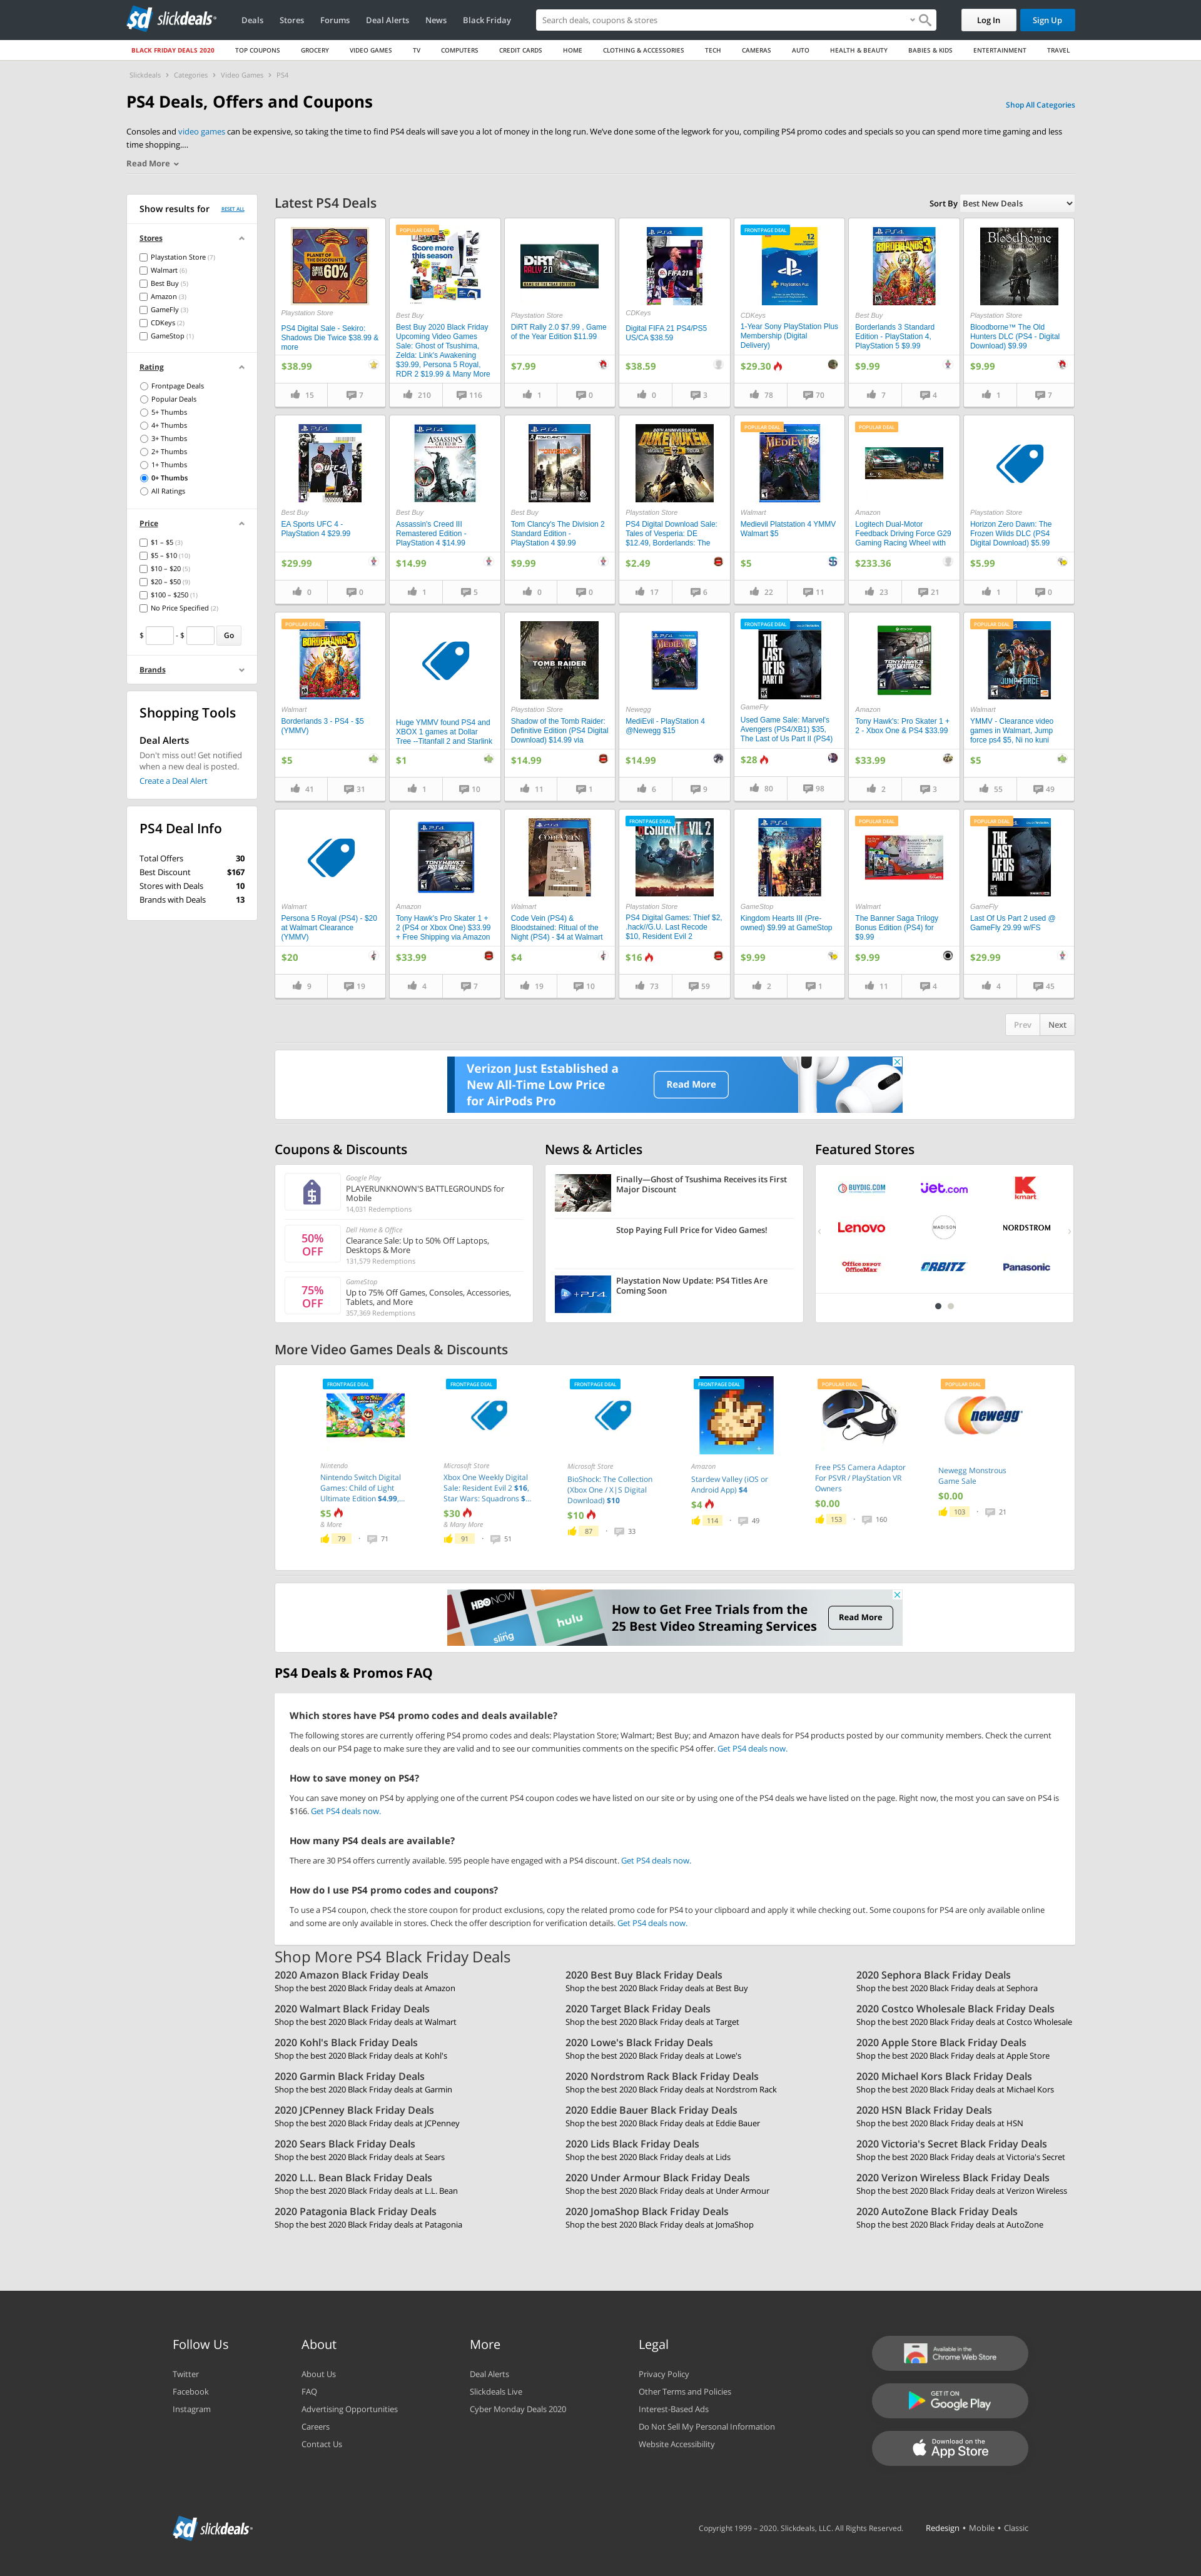 slickdeals
Deals
Stores
Forums
Deal Alerts
News
Black Friday
Search deals, coupons & stores
Log In
Sign Up
BLACK FRIDAY DEALS 2020
TOP COUPONS
GROCERY
VIDEO GAMES
TV
COMPUTERS
CREDIT CARDS
HOME
CLOTHING & ACCESSORIES
TECH
CAMERAS
AUTO
HEALTH & BEAUTY
BABIES & KIDS
ENTERTAINMENT
TRAVEL
Slickdeals › Categories › Video Games › PS4
PS4 Deals, Offers and Coupons
Shop All Categories
Consoles and video games can be expensive, so taking the time to find PS4 deals will save you a lot of money in the long run. We've done some of the legwork for you, compiling PS4 promo codes and specials so you can spend more time gaming and less
time shopping....
Read More
Show results for
RESET ALL
Stores
Playstation Store (7)
Walmart (6)
Best Buy (5)
Amazon (3)
GameFly (3)
CDKeys (2)
GameStop (1)
Rating
Frontpage Deals
Popular Deals
5+ Thumbs
4+ Thumbs
3+ Thumbs
2+ Thumbs
1+ Thumbs
0+ Thumbs
All Ratings
Price
$1 – $5 (3)
$5 – $10 (10)
$10 – $20 (5)
$20 – $50 (9)
$100 – $250 (1)
No Price Specified (2)
$ - $ Go
Brands
Shopping Tools
Deal Alerts
Don't miss out! Get notified
when a new deal is posted.
Create a Deal Alert
PS4 Deal Info
Total Offers 30
Best Discount $167
Stores with Deals 10
Brands with Deals 13
Latest PS4 Deals
Sort By Best New Deals
Playstation Store
PS4 Digital Sale - Sekiro:
Shadows Die Twice $38.99 &
more
$38.99
15 7
POPULAR DEAL
Score more
this season
Best Buy
Best Buy 2020 Black Friday
Upcoming Video Games
Sale: Ghost of Tsushima,
Zelda: Link's Awakening
$39.99, Persona 5 Royal,
RDR 2 $19.99 & Many More
210 116
DiRT RALLY 2.0
Playstation Store
DiRT Rally 2.0 $7.99 , Game
of the Year Edition $11.99
$7.99
1 0
CDKeys
Digital FIFA 21 PS4/PS5
US/CA $38.59
$38.59
0 3
FRONTPAGE DEAL
CDKeys
1-Year Sony PlayStation Plus
Membership (Digital
Delivery)
$29.30
78 70
Best Buy
Borderlands 3 Standard
Edition - PlayStation 4,
PlayStation 5 $9.99
$9.99
7 4
Bloodborne
Playstation Store
Bloodborne™ The Old
Hunters DLC (PS4 - Digital
Download) $9.99
$9.99
1 7
Best Buy
EA Sports UFC 4 -
PlayStation 4 $29.99
$29.99
0 0
Best Buy
Assassin's Creed III
Remastered Edition -
PlayStation 4 $14.99
$14.99
1 5
Best Buy
Tom Clancy's The Division 2
Standard Edition -
PlayStation 4 $9.99
$9.99
0 0
DUKE NUKEM
Playstation Store
PS4 Digital Download Sale:
Tales of Vesperia: DE
$12.49, Borderlands: The
$2.49
17 6
POPULAR DEAL
MEDIEVIL
Walmart
Medievil Platstation 4 YMMV
Walmart $5
$5
22 11
POPULAR DEAL
Amazon
Logitech Dual-Motor
Feedback Driving Force G29
Gaming Racing Wheel with
$233.36
23 21
Playstation Store
Horizon Zero Dawn: The
Frozen Wilds DLC (PS4
Digital Download) $5.99
$5.99
1 0
POPULAR DEAL
BORDERLANDS 3
Walmart
Borderlands 3 - PS4 - $5
(YMMV)
$5
41 31
Huge YMMV found PS4 and
XBOX 1 games at Dollar
Tree --Titanfall 2 and Starlink
$1
1 10
TOMB RAIDER
Playstation Store
Shadow of the Tomb Raider:
Definitive Edition (PS4 Digital
Download) $14.99 via
$14.99
11 1
Newegg
MediEvil - PlayStation 4
@Newegg $15
$14.99
6 9
FRONTPAGE DEAL
THE
LAST
OF US
PART II
GameFly
Used Game Sale: Marvel's
Avengers (PS4/XB1) $35,
The Last of Us Part II (PS4)
$28
80 98
Amazon
Tony Hawk's: Pro Skater 1 +
2 - Xbox One & PS4 $33.99
$33.99
2 3
POPULAR DEAL
JUMP FORCE
Walmart
YMMV - Clearance video
games in Walmart, Jump
force ps4 $5, Ni no kuni
$5
55 49
Walmart
Persona 5 Royal (PS4) - $20
at Walmart Clearance
(YMMV)
$20
9 19
Amazon
Tony Hawk's Pro Skater 1 +
2 (PS4 or Xbox One) $33.99
+ Free Shipping via Amazon
$33.99
4 7
Walmart
Code Vein (PS4) &
Bloodstained: Ritual of the
Night (PS4) - $4 at Walmart
$4
19 10
FRONTPAGE DEAL
RESIDENT EVIL 2
Playstation Store
PS4 Digital Games: Thief $2,
.hack//G.U. Last Recode
$10, Resident Evil 2
$16
73 59
GameStop
Kingdom Hearts III (Pre-
owned) $9.99 at GameStop
$9.99
2 1
POPULAR DEAL
Walmart
The Banner Saga Trilogy
Bonus Edition (PS4) for
$9.99
$9.99
11 4
POPULAR DEAL
THE
LAST
OF US
PART II
GameFly
Last Of Us Part 2 used @
GameFly 29.99 w/FS
$29.99
4 45
Prev Next
Verizon Just Established a
New All-Time Low Price
for AirPods Pro
Read More
Coupons & Discounts
Google Play
PLAYERUNKNOWN'S BATTLEGROUNDS for
Mobile
14,031 Redemptions
50%
OFF
Dell Home & Office
Clearance Sale: Up to 50% Off Laptops,
Desktops & More
131,579 Redemptions
75%
OFF
GameStop
Up to 75% Off Games, Consoles, Accessories,
Tablets, and More
357,369 Redemptions
News & Articles
Finally—Ghost of Tsushima Receives its First
Major Discount
Stop Paying Full Price for Video Games!
+PS4
Playstation Now Update: PS4 Titles Are
Coming Soon
Featured Stores
BUYDIG.COM
jet.com
kmart
Lenovo
MADISON
NORDSTROM
Office DEPOT
OfficeMax
ORBITZ
Panasonic
More Video Games Deals & Discounts
FRONTPAGE DEAL
Nintendo
Nintendo Switch Digital
Games: Child of Light
Ultimate Edition $4.99,...
$5
& More
79 · 71
FRONTPAGE DEAL
Microsoft Store
Xbox One Weekly Digital
Sale: Resident Evil 2 $16,
Star Wars: Squadrons $...
$30
& Many More
91 · 51
FRONTPAGE DEAL
Microsoft Store
BioShock: The Collection
(Xbox One / X|S Digital
Download) $10
$10
87 · 33
FRONTPAGE DEAL
Amazon
Stardew Valley (iOS or
Android App) $4
$4
114 · 49
POPULAR DEAL
Free PS5 Camera Adaptor
For PSVR / PlayStation VR
Owners
$0.00
153 · 160
POPULAR DEAL
newegg
Newegg Monstrous
Game Sale
$0.00
103 · 21
HBO NOW
sling
hulu
How to Get Free Trials from the
25 Best Video Streaming Services
Read More
PS4 Deals & Promos FAQ
Which stores have PS4 promo codes and deals available?
The following stores are currently offering PS4 promo codes and deals: Playstation Store; Walmart; Best Buy; and Amazon have deals for PS4 products posted by our community members. Check the current
deals on our PS4 page to make sure they are valid and to see our communities comments on the specific PS4 offer. Get PS4 deals now.
How to save money on PS4?
You can save money on PS4 by applying one of the current PS4 coupon codes we have listed on our site or by using one of the PS4 deals we have listed on the page. Right now, the most you can save on PS4 is
$166. Get PS4 deals now.
How many PS4 deals are available?
There are 30 PS4 offers currently available. 595 people have engaged with a PS4 discount. Get PS4 deals now.
How do I use PS4 promo codes and coupons?
To use a PS4 coupon, check the store coupon for product exclusions, copy the related promo code for PS4 to your clipboard and apply it while checking out. Some coupons for PS4 are only available online
and some are only available in stores. Check the offer description for verification details. Get PS4 deals now.
Shop More PS4 Black Friday Deals
2020 Amazon Black Friday Deals
Shop the best 2020 Black Friday deals at Amazon
2020 Best Buy Black Friday Deals
Shop the best 2020 Black Friday deals at Best Buy
2020 Sephora Black Friday Deals
Shop the best 2020 Black Friday deals at Sephora
2020 Walmart Black Friday Deals
Shop the best 2020 Black Friday deals at Walmart
2020 Target Black Friday Deals
Shop the best 2020 Black Friday deals at Target
2020 Costco Wholesale Black Friday Deals
Shop the best 2020 Black Friday deals at Costco Wholesale
2020 Kohl's Black Friday Deals
Shop the best 2020 Black Friday deals at Kohl's
2020 Lowe's Black Friday Deals
Shop the best 2020 Black Friday deals at Lowe's
2020 Apple Store Black Friday Deals
Shop the best 2020 Black Friday deals at Apple Store
2020 Garmin Black Friday Deals
Shop the best 2020 Black Friday deals at Garmin
2020 Nordstrom Rack Black Friday Deals
Shop the best 2020 Black Friday deals at Nordstrom Rack
2020 Michael Kors Black Friday Deals
Shop the best 2020 Black Friday deals at Michael Kors
2020 JCPenney Black Friday Deals
Shop the best 2020 Black Friday deals at JCPenney
2020 Eddie Bauer Black Friday Deals
Shop the best 2020 Black Friday deals at Eddie Bauer
2020 HSN Black Friday Deals
Shop the best 2020 Black Friday deals at HSN
2020 Sears Black Friday Deals
Shop the best 2020 Black Friday deals at Sears
2020 Lids Black Friday Deals
Shop the best 2020 Black Friday deals at Lids
2020 Victoria's Secret Black Friday Deals
Shop the best 2020 Black Friday deals at Victoria's Secret
2020 L.L. Bean Black Friday Deals
Shop the best 2020 Black Friday deals at L.L. Bean
2020 Under Armour Black Friday Deals
Shop the best 2020 Black Friday deals at Under Armour
2020 Verizon Wireless Black Friday Deals
Shop the best 2020 Black Friday deals at Verizon Wireless
2020 Patagonia Black Friday Deals
Shop the best 2020 Black Friday deals at Patagonia
2020 JomaShop Black Friday Deals
Shop the best 2020 Black Friday deals at JomaShop
2020 AutoZone Black Friday Deals
Shop the best 2020 Black Friday deals at AutoZone
Follow Us
Twitter
Facebook
Instagram
About
About Us
FAQ
Advertising Opportunities
Careers
Contact Us
More
Deal Alerts
Slickdeals Live
Cyber Monday Deals 2020
Legal
Privacy Policy
Other Terms and Policies
Interest-Based Ads
Do Not Sell My Personal Information
Website Accessibility
Available in the
Chrome Web Store
GET IT ON
Google Play
Download on the
App Store
slickdeals
Copyright 1999 – 2020. Slickdeals, LLC. All Rights Reserved.
Redesign • Mobile • Classic